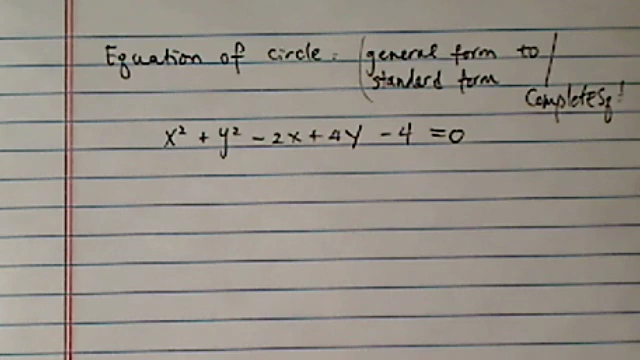 Equation of circle: (general form to /
standard form
CompleteSq!
x² + y² - 2x + 4y - 4 = 0